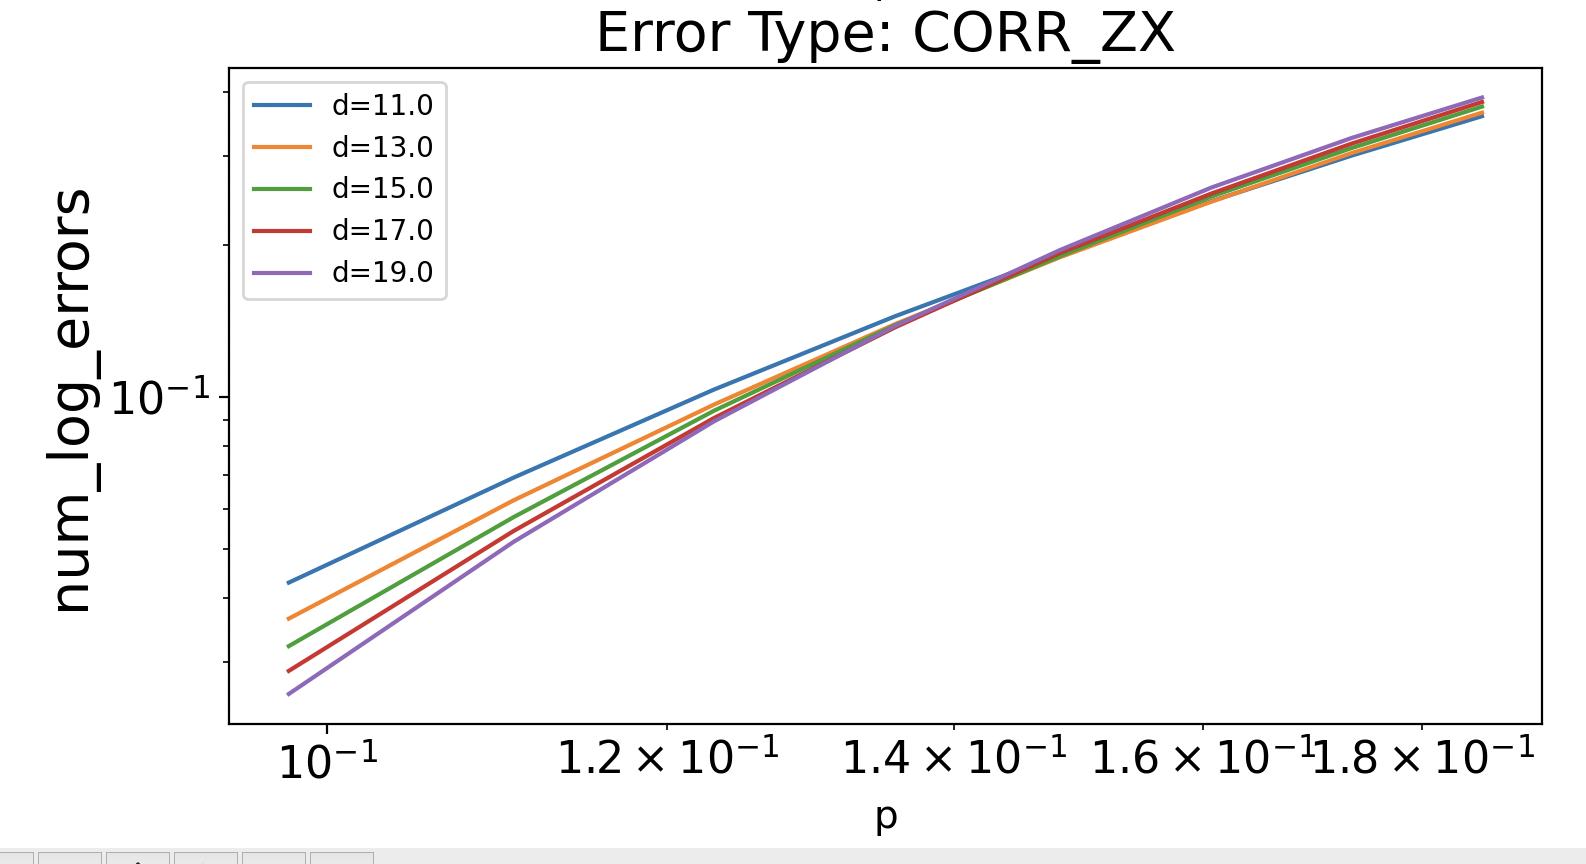 Error Type: CORR_ZX
d=11.0
d=13.0
d=15.0
d=17.0
d=19.0
num_log_errors
10⁻¹
10⁻¹
1.2 × 10⁻¹
1.4 × 10⁻¹
1.6 × 10⁻¹
1.8 × 10⁻¹
p